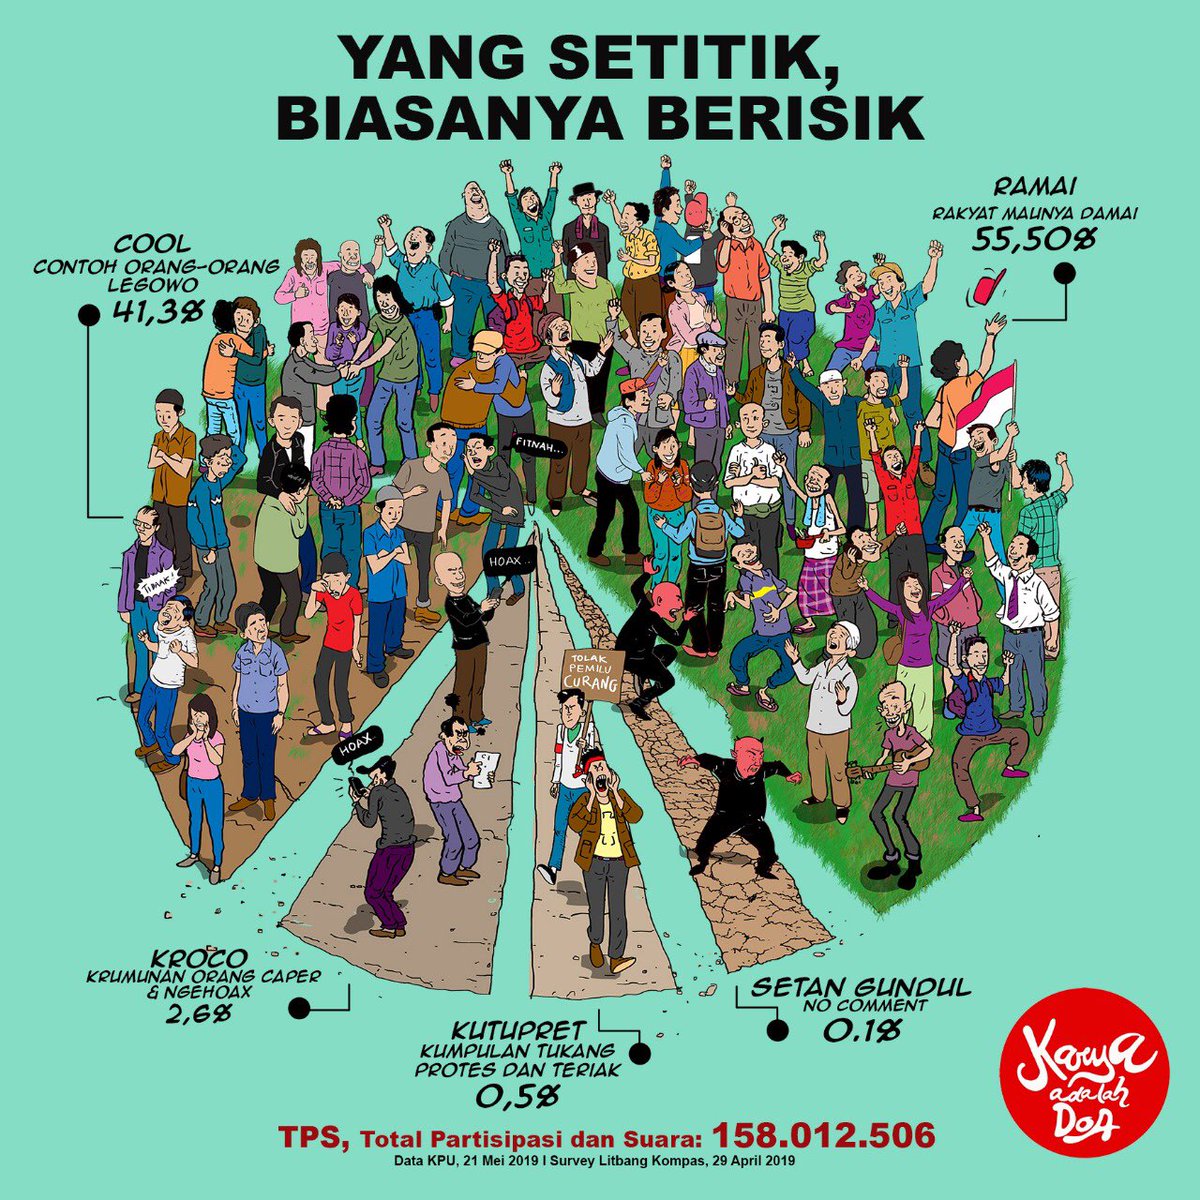 YANG SETITIK,
BIASANYA BERISIK
RAMAI
RAKYAT MAUNYA DAMAI
55,50%
COOL
CONTOH ORANG-ORANG
LEGOWO
41,3%
FITNAH...
HOAX..
TIDAAK!
TOLAK
PEMILU
CURANG
HOAX..
C1
KROCO
KRUMUNAN ORANG CAPER
& NGEHOAX
2,6%
KUTUPRET
KUMPULAN TUKANG
PROTES DAN TERIAK
0,5%
SETAN GUNDUL
NO COMMENT
0.1%
Karya
adalah
DOA
TPS, Total Partisipasi dan Suara: 158.012.506
Data KPU, 21 Mei 2019 I Survey Litbang Kompas, 29 April 2019